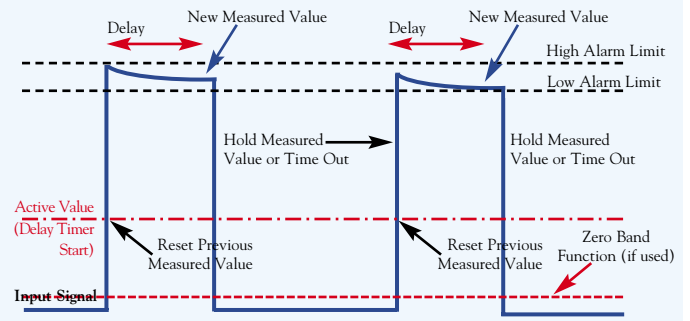 Delay
New Measured Value
Delay
New Measured Value
High Alarm Limit
Low Alarm Limit
Hold Measured
Value or Time Out
Hold Measured
Value or Time Out
Active Value
(Delay Timer
Start)
Reset Previous
Measured Value
Reset Previous
Measured Value
Zero Band
Function (if used)
Input Signal